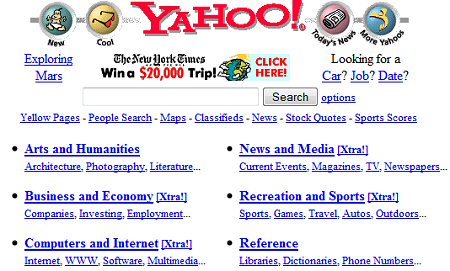 YAHOO!
New Cool Today's News More Yahoos
Exploring Mars
The New York Times
Win a $20,000 Trip!
CLICK HERE!
Looking for a
Car? Job? Date?
Search options
Yellow Pages - People Search - Maps - Classifieds - News - Stock Quotes - Sports Scores
Arts and Humanities
Architecture, Photography, Literature...
News and Media [Xtra!]
Current Events, Magazines, TV, Newspapers...
Business and Economy [Xtra!]
Companies, Investing, Employment...
Recreation and Sports [Xtra!]
Sports, Games, Travel, Autos, Outdoors...
Computers and Internet [Xtra!]
Internet, WWW, Software, Multimedia...
Reference
Libraries, Dictionaries, Phone Numbers...